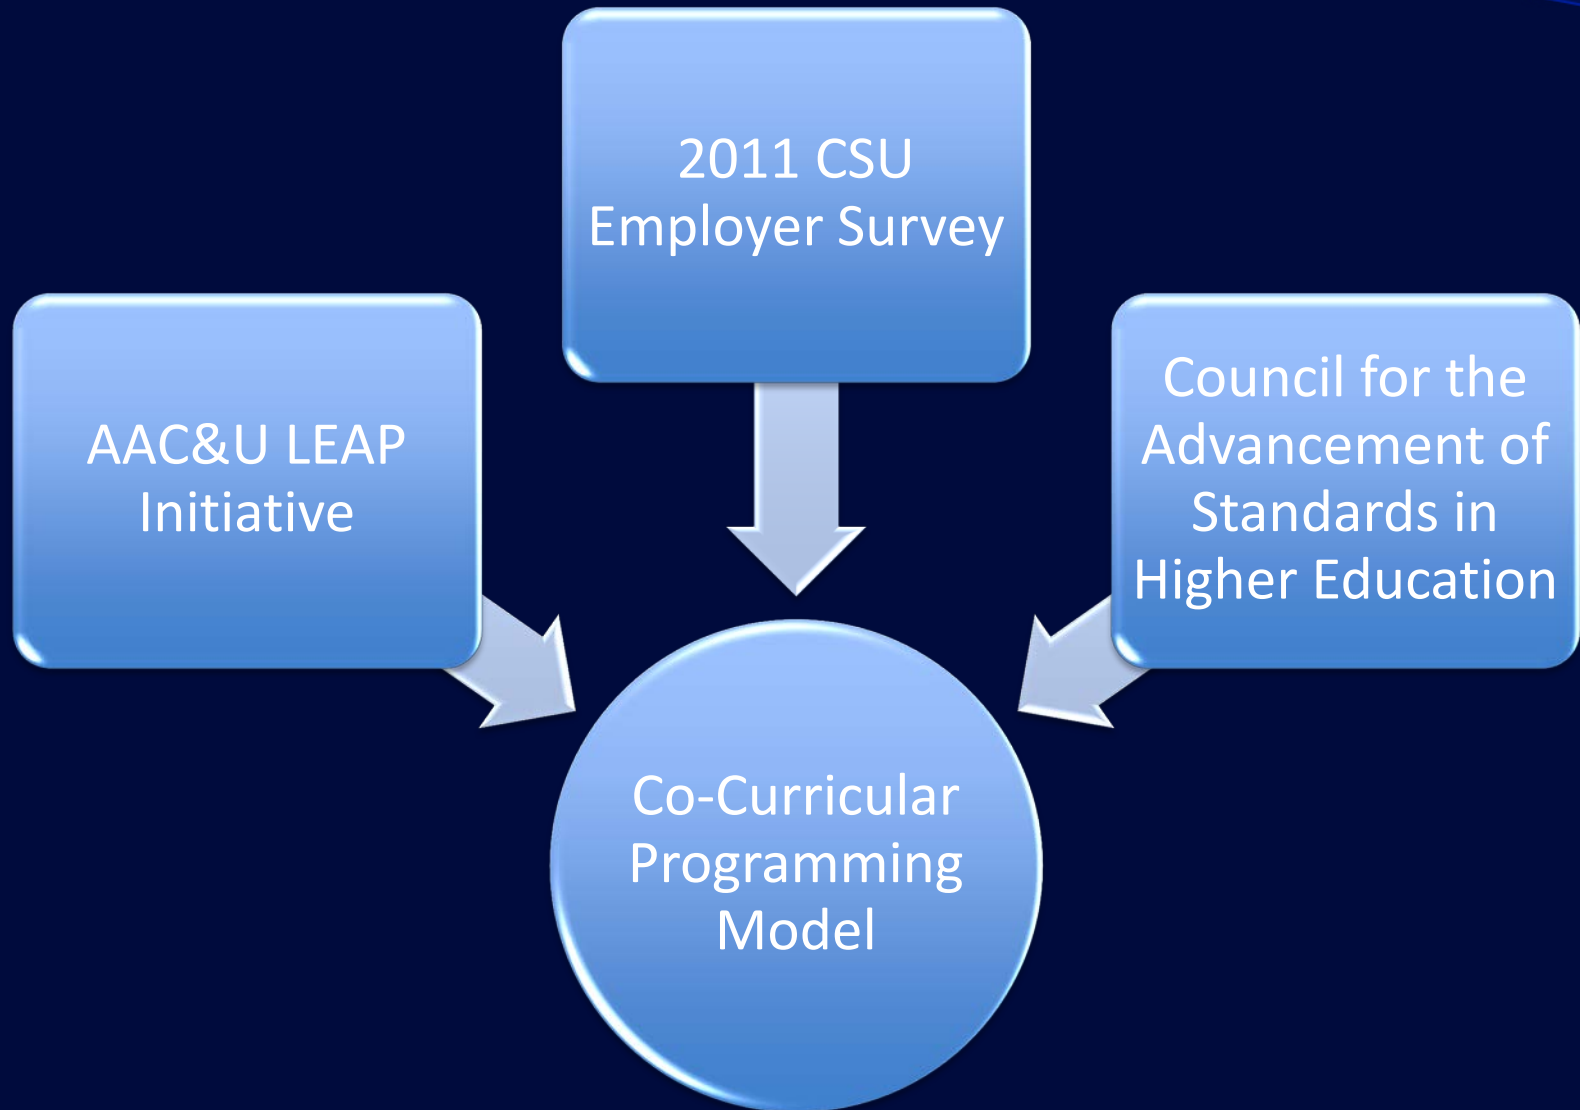 2011 CSU
Employer Survey
AAC&U LEAP
Initiative
Council for the
Advancement of
Standards in
Higher Education
Co-Curricular
Programming
Model